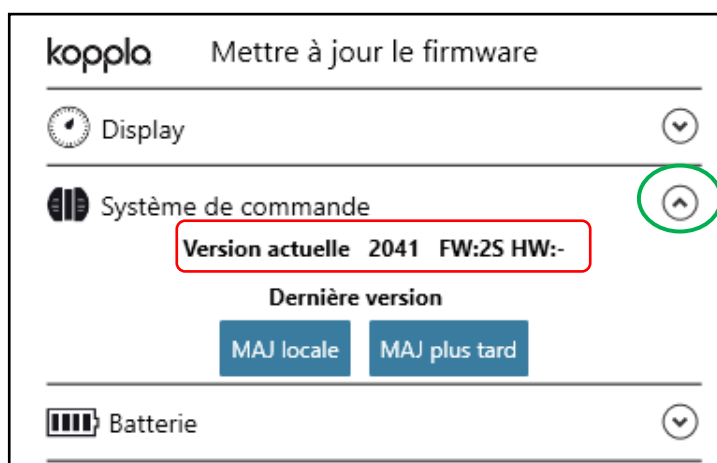 koppla Mettre à jour le firmware
Display
Système de commande
Version actuelle 2041 FW:2S HW:-
Dernière version
MAJ locale MAJ plus tard
Batterie